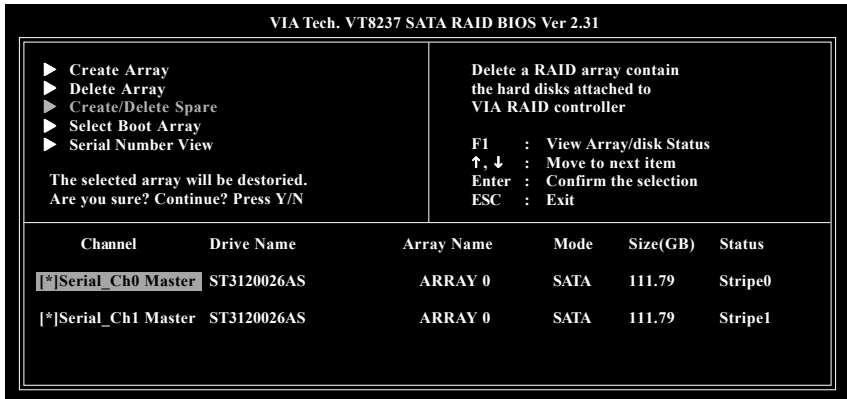 VIA Tech. VT8237 SATA RAID BIOS Ver 2.31
Create Array
Delete Array
Create/Delete Spare
Select Boot Array
Serial Number View
The selected array will be destoried.
Are you sure? Continue? Press Y/N
Delete a RAID array contain
the hard disks attached to
VIA RAID controller
F1 : View Array/disk Status
↑, ↓ : Move to next item
Enter : Confirm the selection
ESC : Exit
Channel Drive Name Array Name Mode Size(GB) Status
[*]Serial_Ch0 Master ST3120026AS ARRAY 0 SATA 111.79 Stripe0
[*]Serial_Ch1 Master ST3120026AS ARRAY 0 SATA 111.79 Stripe1